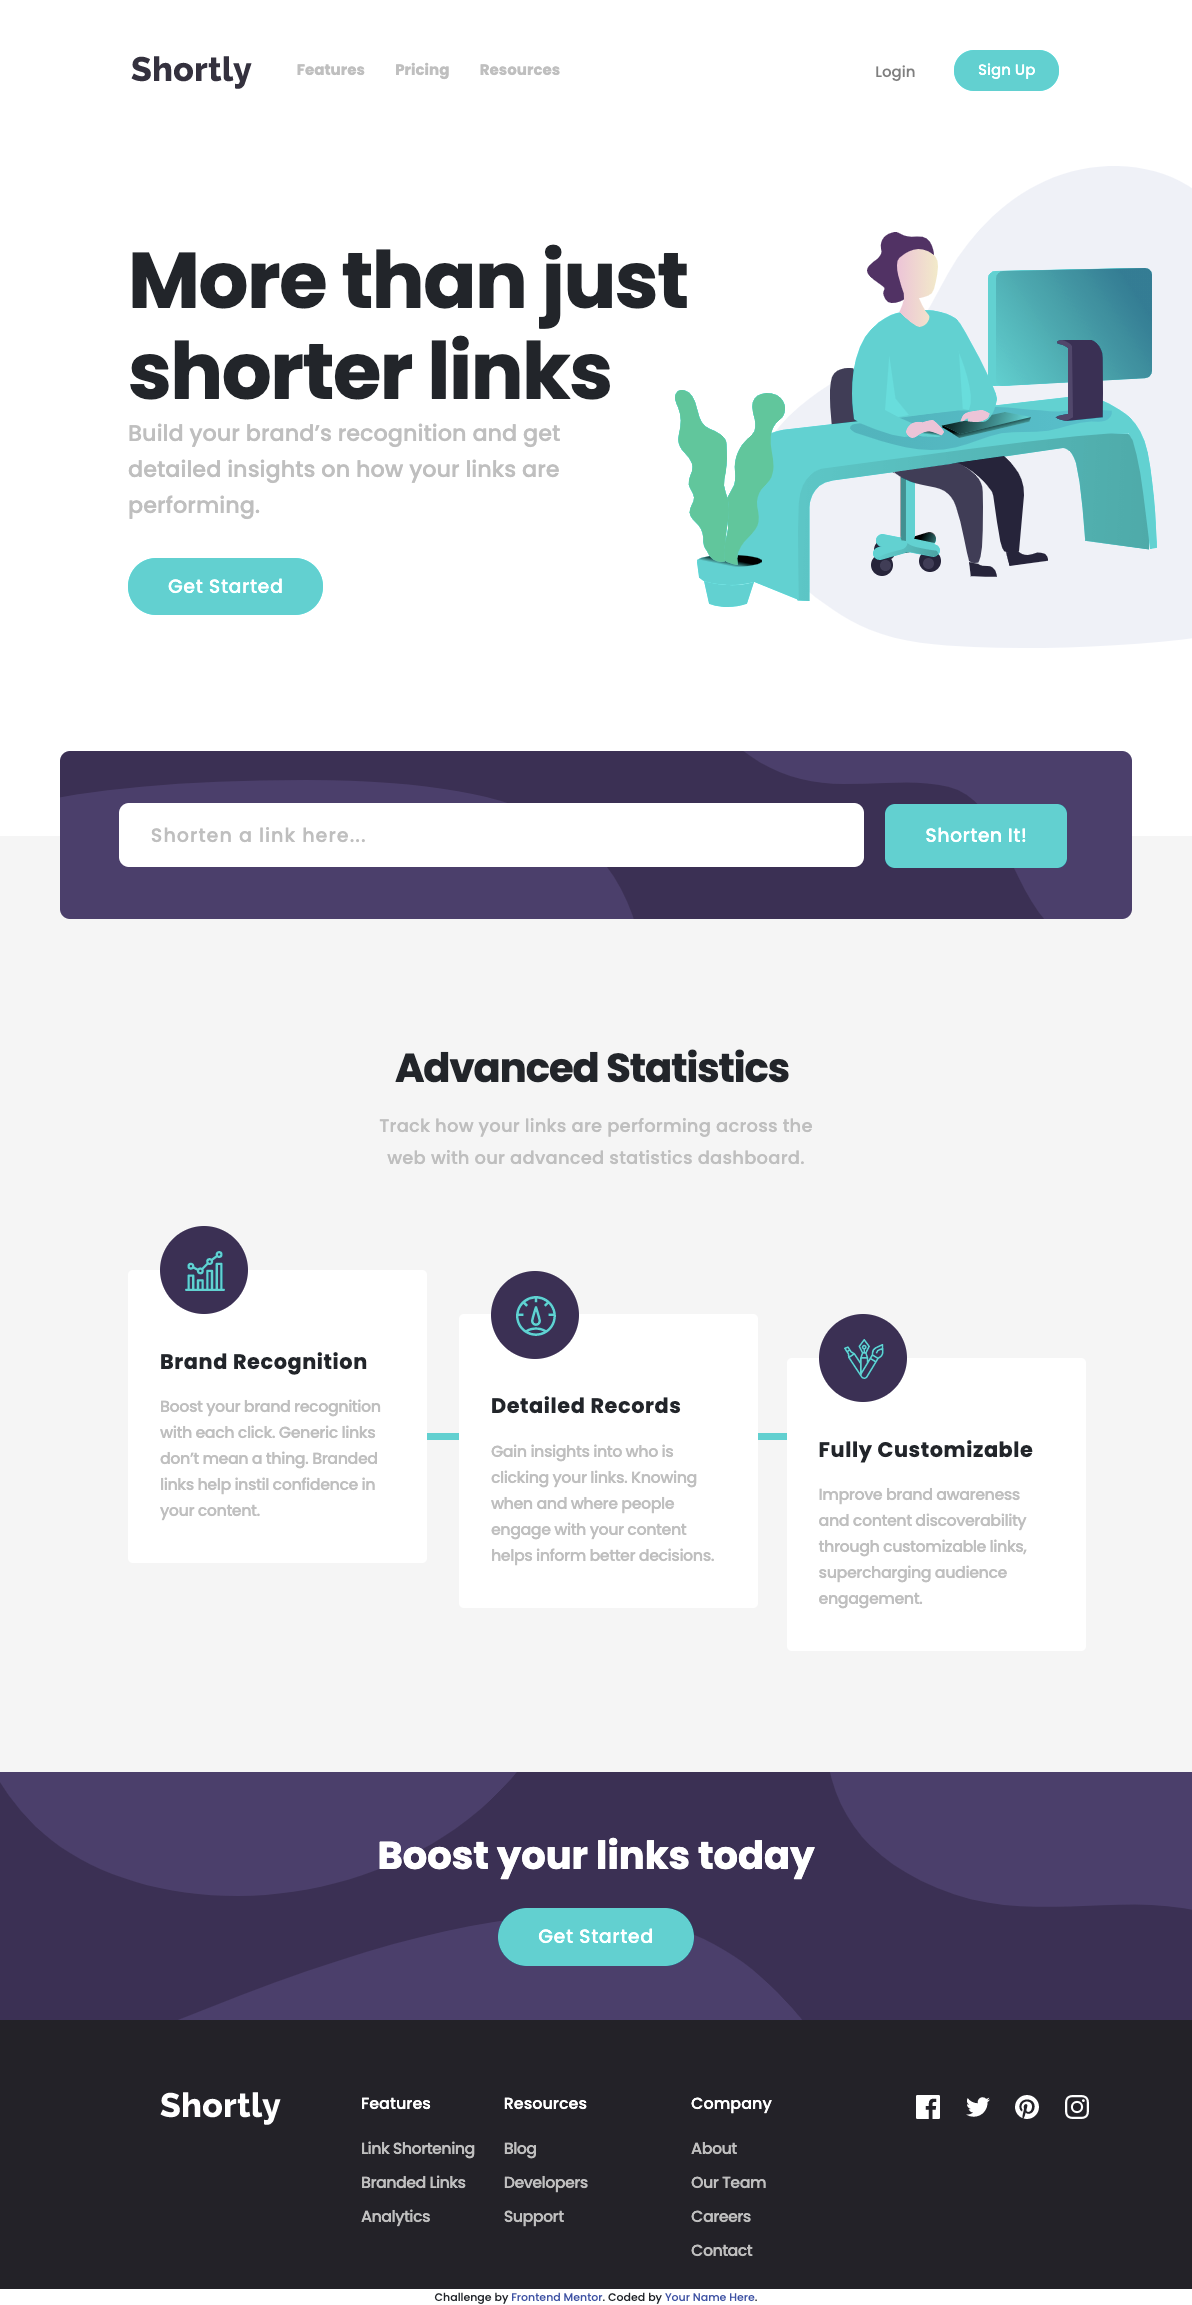 Shortly
Features Pricing Resources
Login
Sign Up
More than just
shorter links
Build your brand’s recognition and get
detailed insights on how your links are
performing.
Get Started
Shorten a link here...
Shorten It!
Advanced Statistics
Track how your links are performing across the
web with our advanced statistics dashboard.
Brand Recognition
Boost your brand recognition
with each click. Generic links
don’t mean a thing. Branded
links help instil confidence in
your content.
Detailed Records
Gain insights into who is
clicking your links. Knowing
when and where people
engage with your content
helps inform better decisions.
Fully Customizable
Improve brand awareness
and content discoverability
through customizable links,
supercharging audience
engagement.
Boost your links today
Get Started
Shortly
Features
Link Shortening
Branded Links
Analytics
Resources
Blog
Developers
Support
Company
About
Our Team
Careers
Contact
Challenge by Frontend Mentor. Coded by Your Name Here.